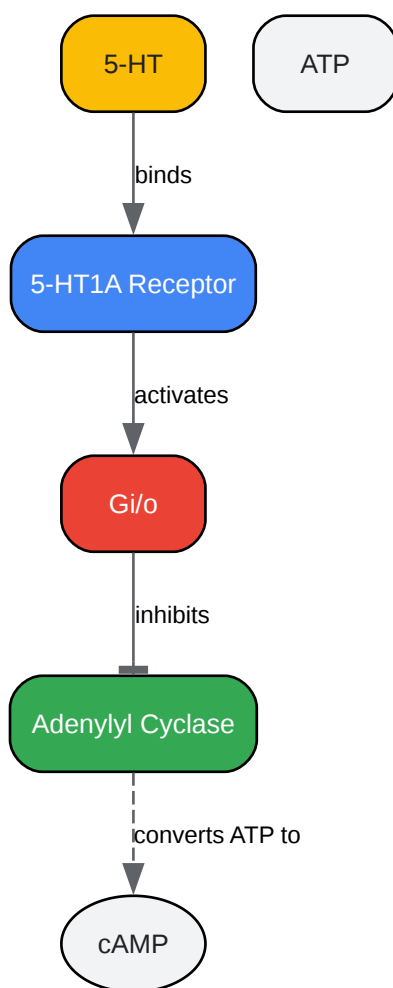 5-HT
ATP
binds
5-HT1A Receptor
activates
Gi/o
inhibits
Adenylyl Cyclase
converts ATP to
cAMP